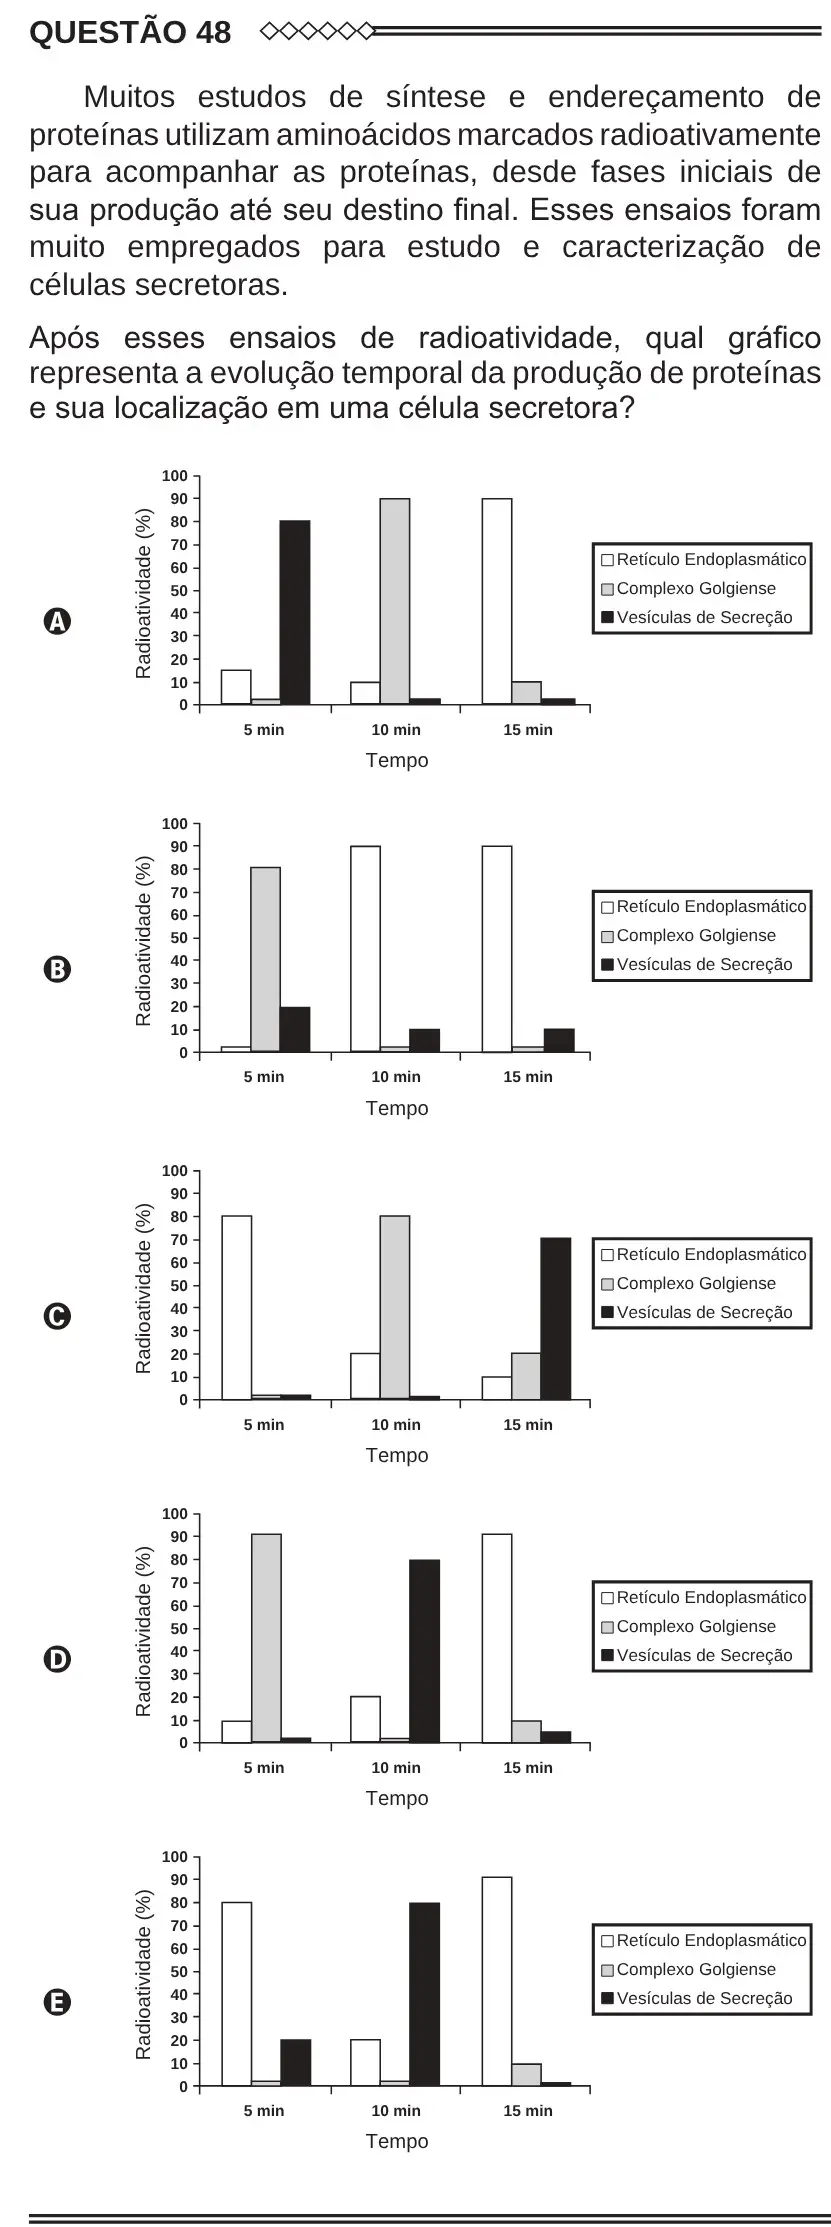 QUESTÃO 48
Muitos estudos de síntese e endereçamento de
proteínas utilizam aminoácidos marcados radioativamente
para acompanhar as proteínas, desde fases iniciais de
sua produção até seu destino final. Esses ensaios foram
muito empregados para estudo e caracterização de
células secretoras.
Após esses ensaios de radioatividade, qual gráfico
representa a evolução temporal da produção de proteínas
e sua localização em uma célula secretora?
A
Radioatividade (%)
100
90
80
70
60
50
40
30
20
10
0
5 min 10 min 15 min
Tempo
Retículo Endoplasmático
Complexo Golgiense
Vesículas de Secreção
B
Radioatividade (%)
100
90
80
70
60
50
40
30
20
10
0
5 min 10 min 15 min
Tempo
Retículo Endoplasmático
Complexo Golgiense
Vesículas de Secreção
C
Radioatividade (%)
100
90
80
70
60
50
40
30
20
10
0
5 min 10 min 15 min
Tempo
Retículo Endoplasmático
Complexo Golgiense
Vesículas de Secreção
D
Radioatividade (%)
100
90
80
70
60
50
40
30
20
10
0
5 min 10 min 15 min
Tempo
Retículo Endoplasmático
Complexo Golgiense
Vesículas de Secreção
E
Radioatividade (%)
100
90
80
70
60
50
40
30
20
10
0
5 min 10 min 15 min
Tempo
Retículo Endoplasmático
Complexo Golgiense
Vesículas de Secreção